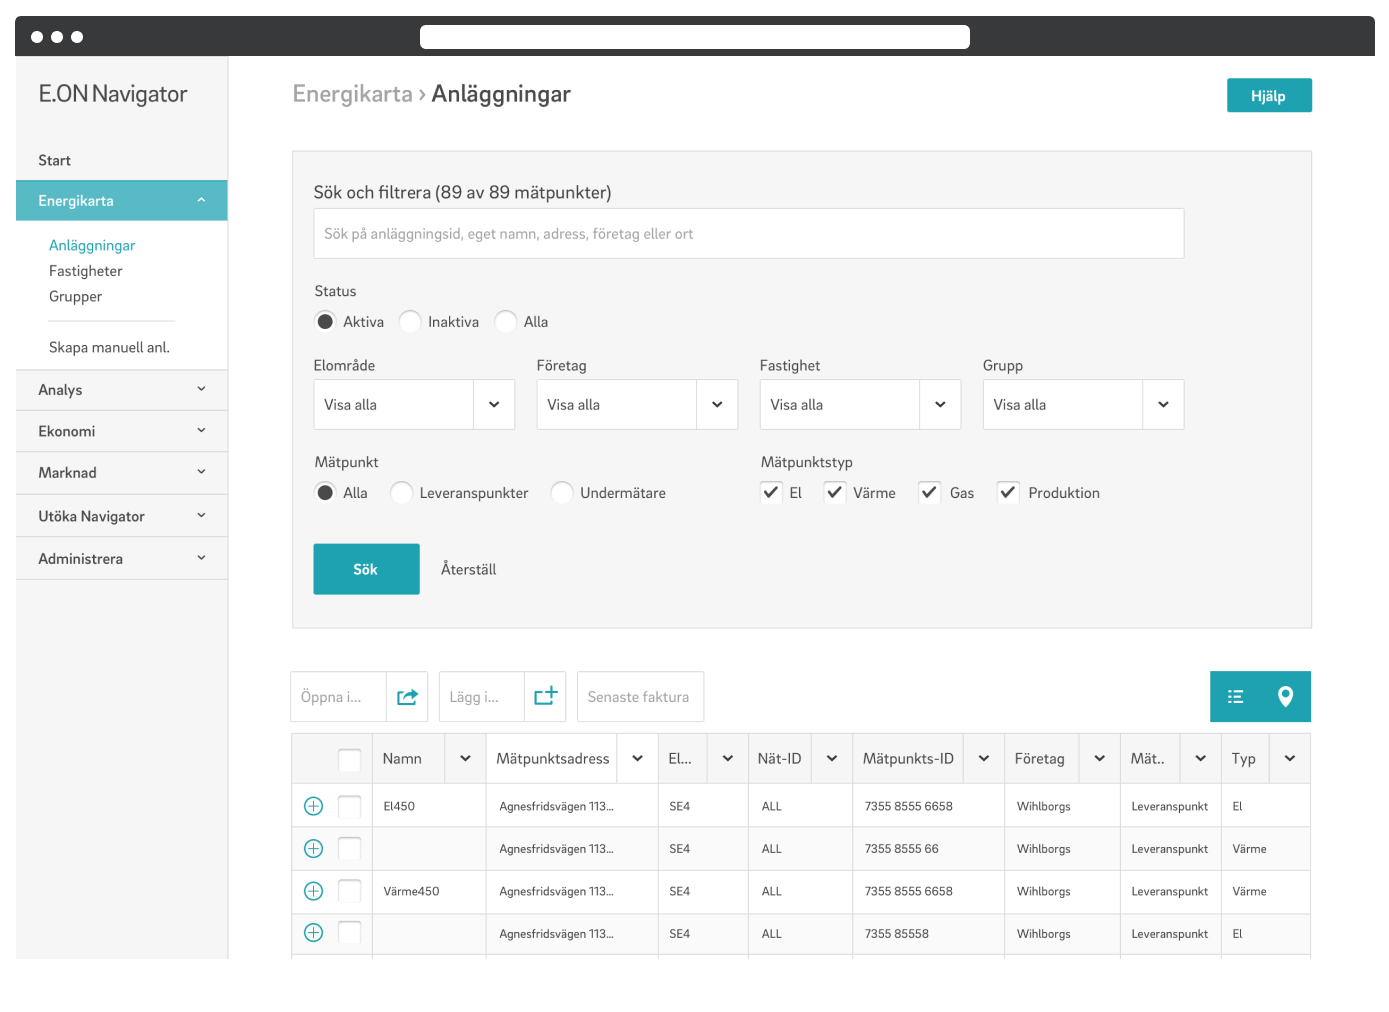 E.ON Navigator
Start
Energikarta
Anläggningar
Fastigheter
Grupper
Skapa manuell anl.
Analys
Ekonomi
Marknad
Utöka Navigator
Administrera
Energikarta › Anläggningar
Hjälp
Sök och filtrera (89 av 89 mätpunkter)
Sök på anläggningsid, eget namn, adress, företag eller ort
Status
Aktiva Inaktiva Alla
Elområde Företag Fastighet Grupp
Visa alla Visa alla Visa alla Visa alla
Mätpunkt Mätpunktstyp
Alla Leveranspunkter Undermätare El Värme Gas Produktion
Sök Återställ
Öppna i... Lägg i... Senaste faktura
Namn Mätpunktsadress El... Nät-ID Mätpunkts-ID Företag Mät.. Typ
El450 Agnesfridsvägen 113... SE4 ALL 7355 8555 6658 Wihlborgs Leveranspunkt El
Agnesfridsvägen 113... SE4 ALL 7355 8555 66 Wihlborgs Leveranspunkt Värme
Värme450 Agnesfridsvägen 113... SE4 ALL 7355 8555 6658 Wihlborgs Leveranspunkt Värme
Agnesfridsvägen 113... SE4 ALL 7355 85558 Wihlborgs Leveranspunkt El